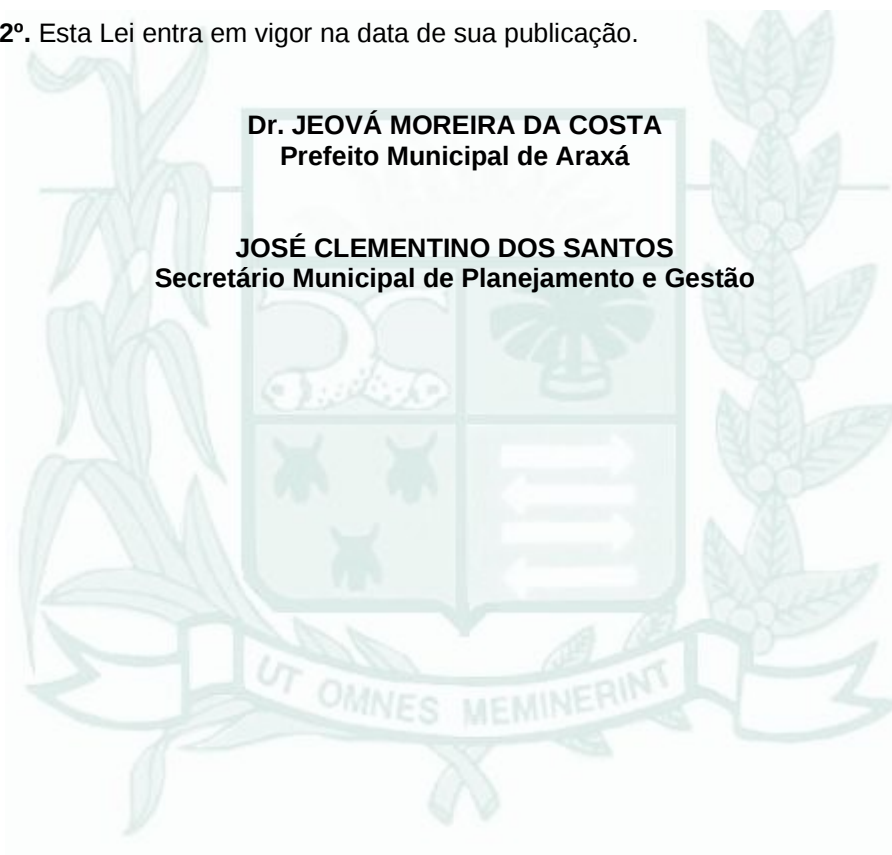 2º. Esta Lei entra em vigor na data de sua publicação.
Dr. JEOVÁ MOREIRA DA COSTA
Prefeito Municipal de Araxá
JOSÉ CLEMENTINO DOS SANTOS
Secretário Municipal de Planejamento e Gestão
UT OMNES MEMINERINT